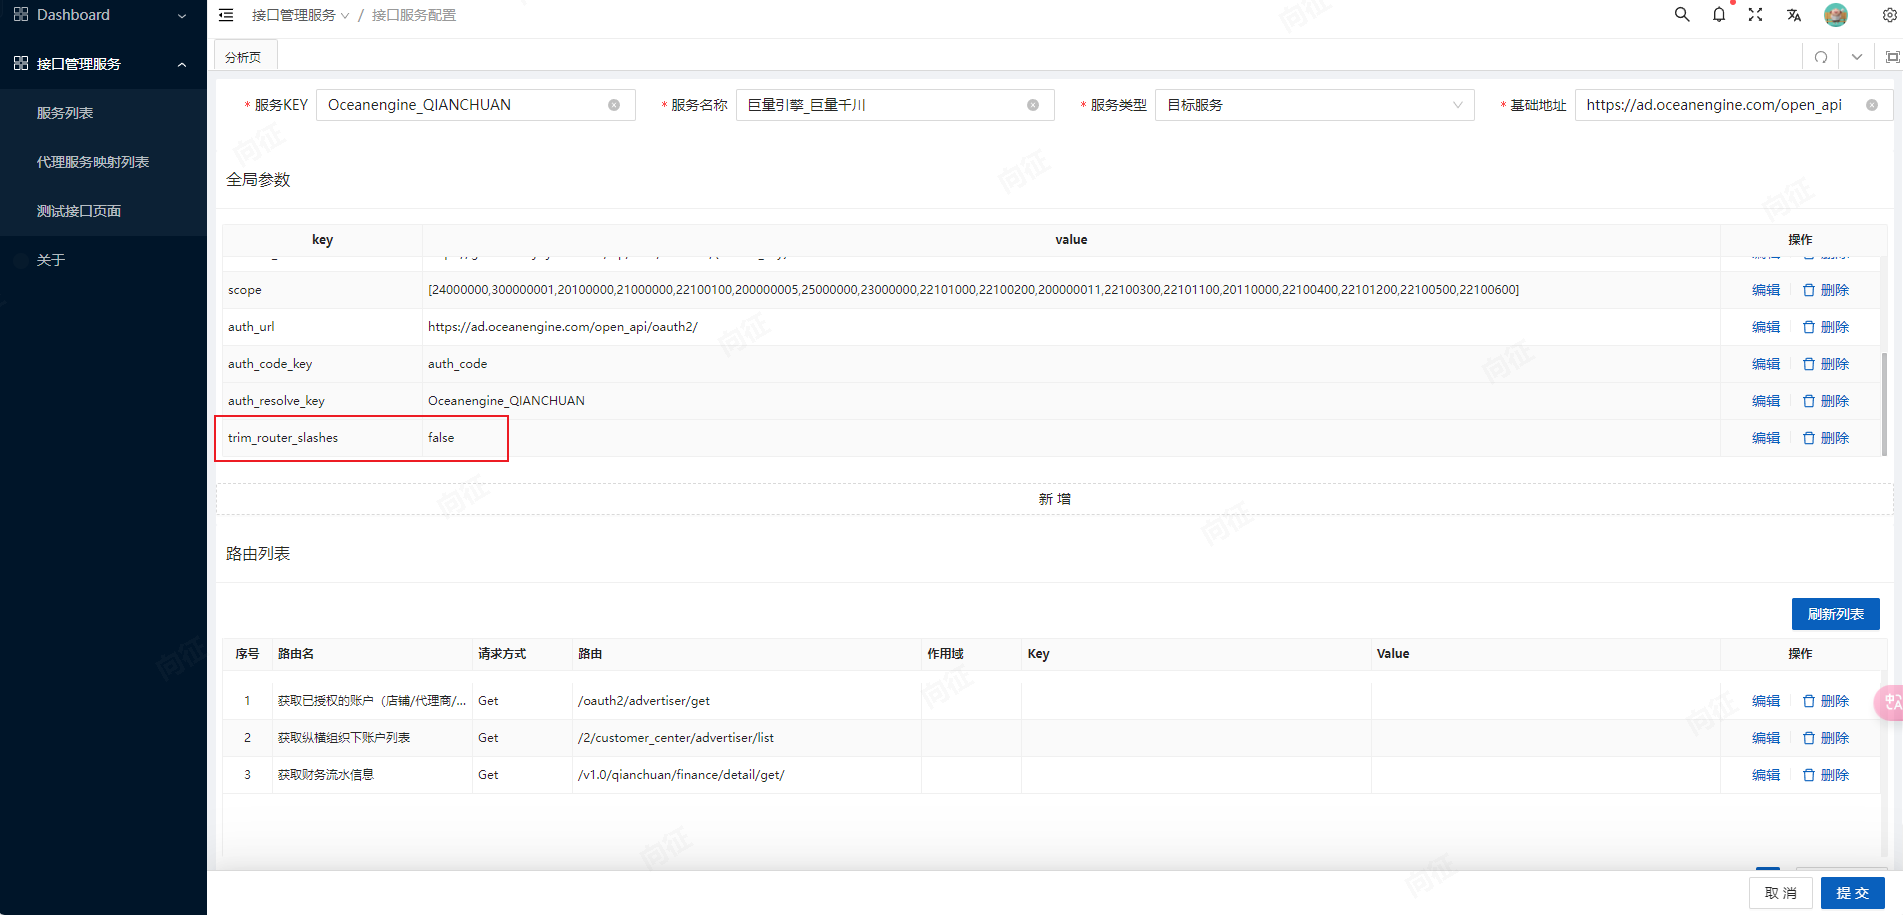 Dashboard
接口管理服务
服务列表
代理服务映射列表
测试接口页面
关于
接口管理服务 / 接口服务配置
分析页
* 服务KEY Oceanengine_QIANCHUAN * 服务名称 巨量引擎_巨量千川 * 服务类型 目标服务 * 基础地址 https://ad.oceanengine.com/open_api
全局参数
key value 操作
scope [24000000,300000001,20100000,21000000,22100100,200000005,25000000,23000000,22101000,22100200,200000011,22100300,22101100,20110000,22100400,22101200,22100500,22100600] 编辑 删除
auth_url https://ad.oceanengine.com/open_api/oauth2/ 编辑 删除
auth_code_key auth_code 编辑 删除
auth_resolve_key Oceanengine_QIANCHUAN 编辑 删除
trim_router_slashes false 编辑 删除
新 增
路由列表
刷新列表
序号 路由名 请求方式 路由 作用域 Key Value 操作
1 获取已授权的账户（店铺/代理商/... Get /oauth2/advertiser/get 编辑 删除
2 获取纵横组织下账户列表 Get /2/customer_center/advertiser/list 编辑 删除
3 获取财务流水信息 Get /v1.0/qianchuan/finance/detail/get/ 编辑 删除
取 消 提 交
向征